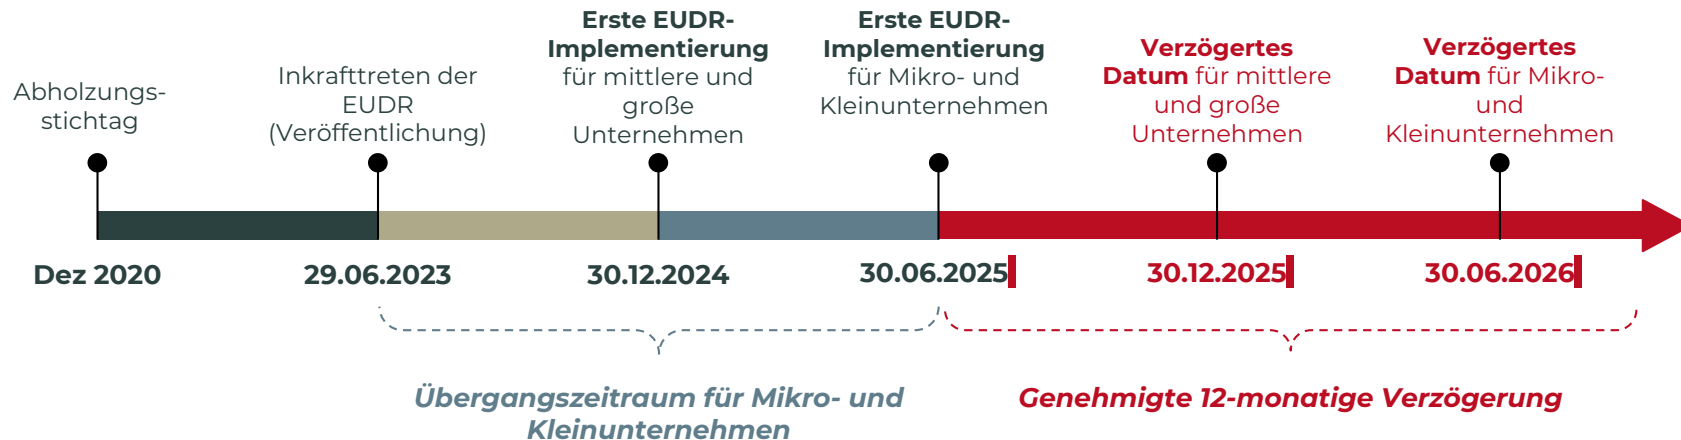 Abholzungs-
stichtag
Inkrafttreten der
EUDR
(Veröffentlichung)
Erste EUDR-
Implementierung
für mittlere und
große
Unternehmen
Erste EUDR-
Implementierung
für Mikro- und
Kleinunternehmen
Verzögertes
Datum für mittlere
und große
Unternehmen
Verzögertes
Datum für Mikro-
und
Kleinunternehmen
Dez 2020
29.06.2023
30.12.2024
30.06.2025
30.12.2025
30.06.2026
Übergangszeitraum für Mikro- und
Kleinunternehmen
Genehmigte 12-monatige Verzögerung